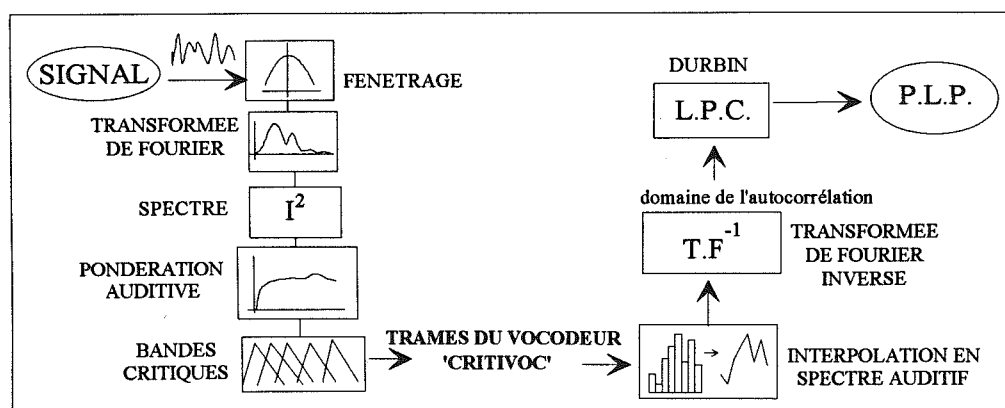 SIGNAL
FENETRAGE
TRANSFORMEE
DE FOURIER
SPECTRE
I²
PONDERATION
AUDITIVE
BANDES
CRITIQUES
TRAMES DU VOCODEUR
'CRITIVOC'
INTERPOLATION EN
SPECTRE AUDITIF
T.F⁻¹
TRANSFORMEE
DE FOURIER
INVERSE
domaine de l'autocorrélation
DURBIN
L.P.C.
P.L.P.